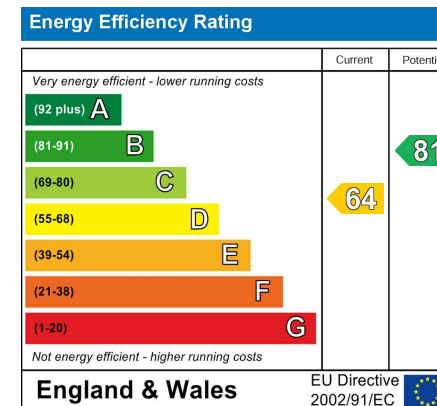 Energy Efficiency Rating
Current Potenti
Very energy efficient - lower running costs
(92 plus) A
(81-91) B
81
(69-80) C
64
(55-68) D
(39-54) E
(21-38) F
(1-20) G
Not energy efficient - higher running costs
England & Wales
EU Directive
2002/91/EC